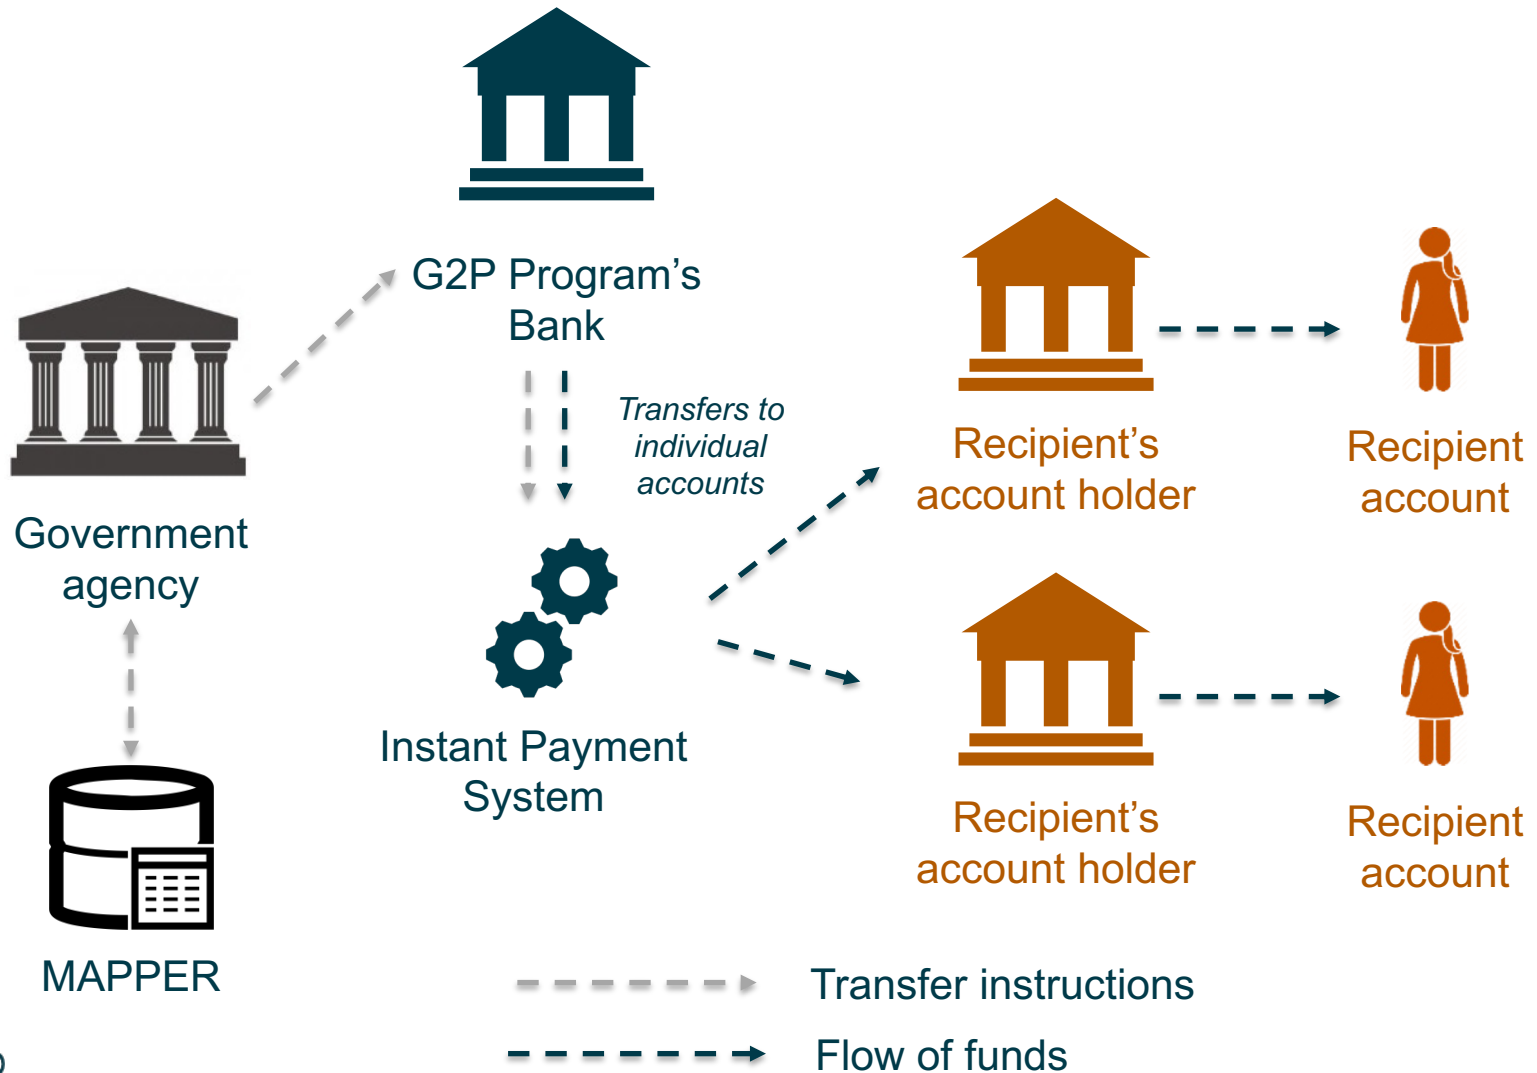 G2P Program's
Bank
Transfers to
individual
accounts
Government
agency
MAPPER
Instant Payment
System
Recipient's
account holder
Recipient
account
Recipient's
account holder
Recipient
account
Transfer instructions
Flow of funds